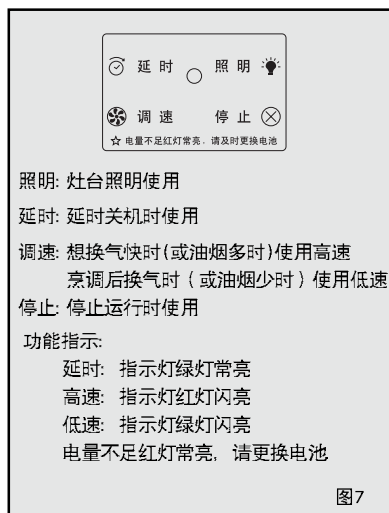 延时 照明
调速 停止
☆ 电量不足红灯常亮,请及时更换电池
照明: 灶台照明使用
延时: 延时关机时使用
调速: 想换气快时(或油烟多时)使用高速
烹调后换气时（或油烟少时）使用低速
停止: 停止运行时使用
功能指示:
延时: 指示灯绿灯常亮
高速: 指示灯红灯闪亮
低速: 指示灯绿灯闪亮
电量不足红灯常亮, 请更换电池
图7